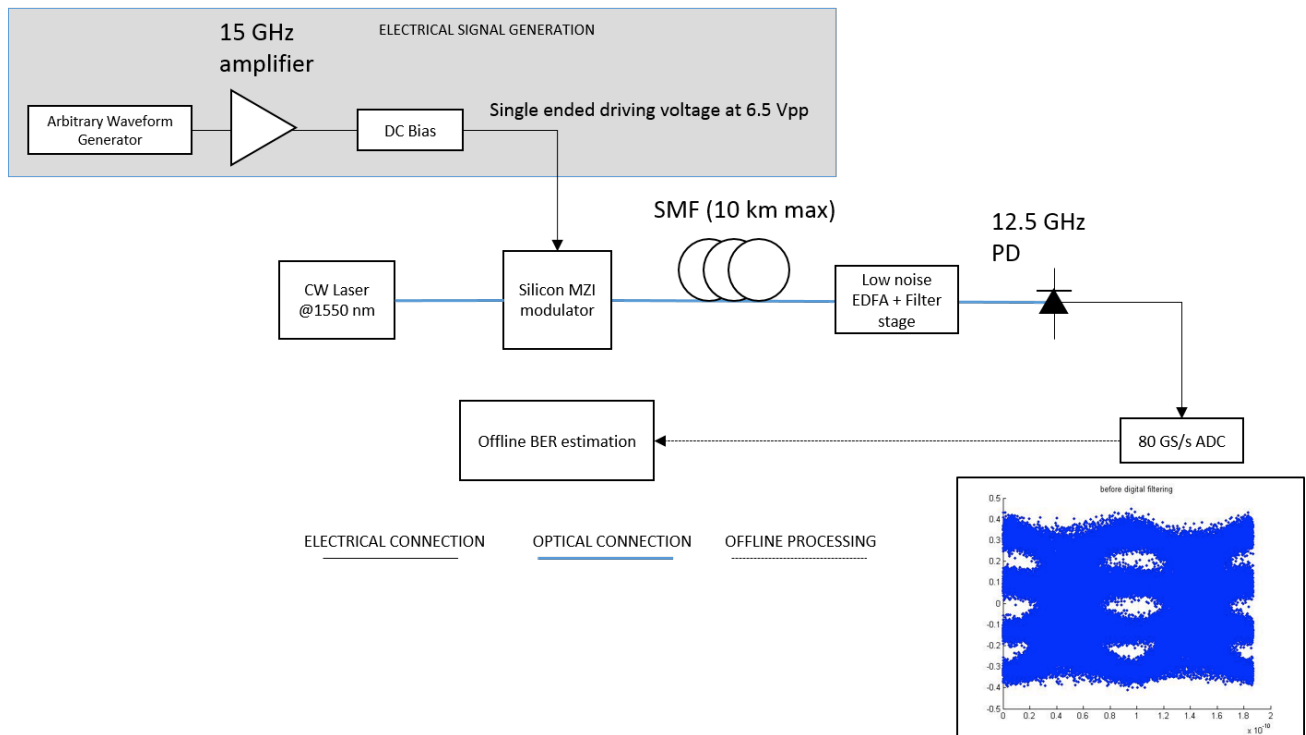 15 GHz
amplifier
ELECTRICAL SIGNAL GENERATION
Arbitrary Waveform
Generator
DC Bias
Single ended driving voltage at 6.5 Vpp
SMF (10 km max)
12.5 GHz
PD
CW Laser
@1550 nm
Silicon MZI
modulator
Low noise
EDFA + Filter
stage
Offline BER estimation
80 GS/s ADC
ELECTRICAL CONNECTION
OPTICAL CONNECTION
OFFLINE PROCESSING
before digital filtering
0.5
0.4
0.3
0.2
0.1
0
-0.1
-0.2
-0.3
-0.4
-0.5
0 0.2 0.4 0.6 0.8 1 1.2 1.4 1.6 1.8 2
x 10^-10